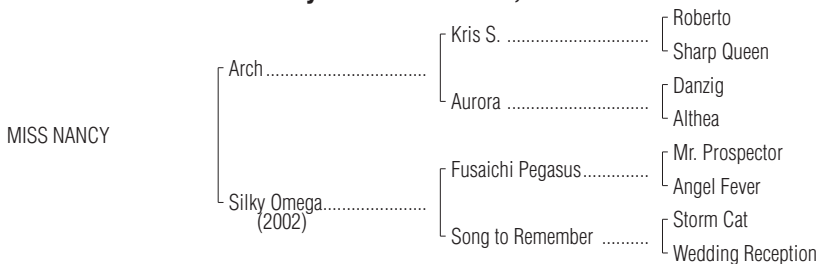 Roberto
Kris S. ..............................
Sharp Queen
Arch ..................................
Danzig
Aurora ..............................
Althea
MISS NANCY
Mr. Prospector
Fusaichi Pegasus..............
Angel Fever
Silky Omega......................
(2002)
Storm Cat
Song to Remember ..........
Wedding Reception